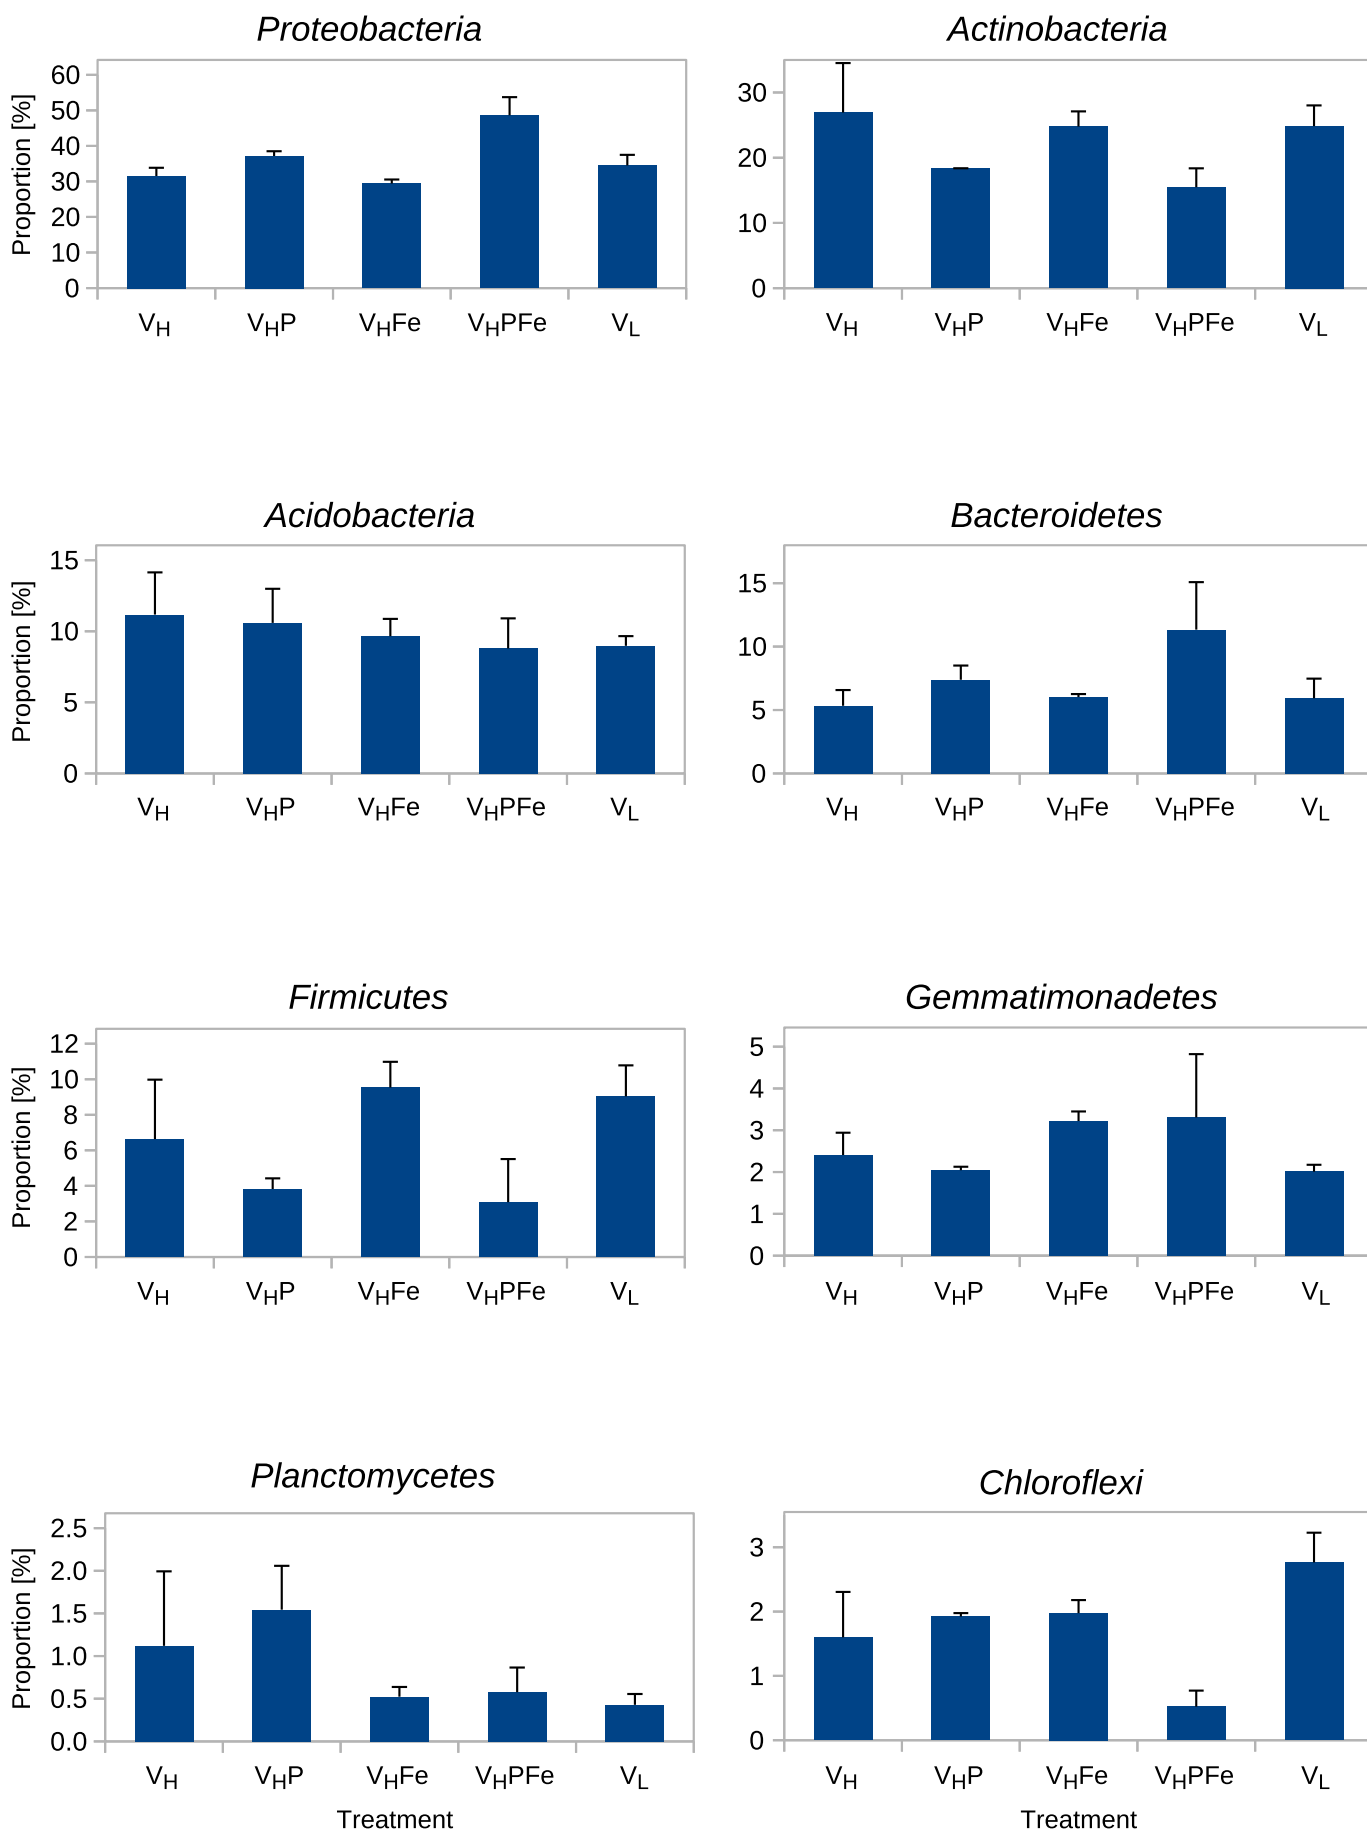 Proteobacteria
Proportion [%]
60
50
40
30
20
10
0
VH VHP VHFe VHPFe VL
Actinobacteria
30
20
10
0
VH VHP VHFe VHPFe VL
Acidobacteria
Proportion [%]
15
10
5
0
VH VHP VHFe VHPFe VL
Bacteroidetes
15
10
5
0
VH VHP VHFe VHPFe VL
Firmicutes
Proportion [%]
12
10
8
6
4
2
0
VH VHP VHFe VHPFe VL
Gemmatimonadetes
5
4
3
2
1
0
VH VHP VHFe VHPFe VL
Planctomycetes
Proportion [%]
2.5
2.0
1.5
1.0
0.5
0.0
VH VHP VHFe VHPFe VL
Treatment
Chloroflexi
3
2
1
0
VH VHP VHFe VHPFe VL
Treatment